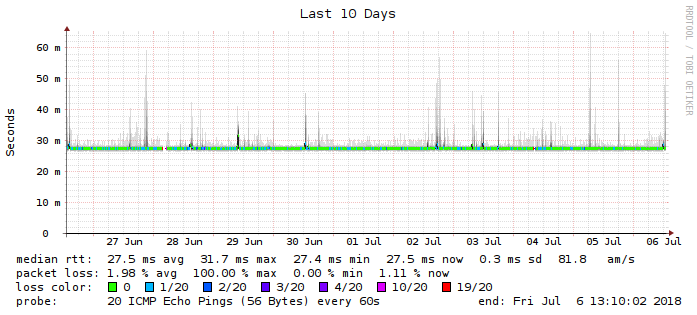 Last 10 Days
RRDTOOL / TOBI OETIKER
Seconds
60 m
50 m
40 m
30 m
20 m
10 m
0
27 Jun 28 Jun 29 Jun 30 Jun 01 Jul 02 Jul 03 Jul 04 Jul 05 Jul 06 Jul
median rtt: 27.5 ms avg 31.7 ms max 27.4 ms min 27.5 ms now 0.3 ms sd 81.8 am/s
packet loss: 1.98 % avg 100.00 % max 0.00 % min 1.11 % now
loss color: 0 1/20 2/20 3/20 4/20 10/20 19/20
probe: 20 ICMP Echo Pings (56 Bytes) every 60s end: Fri Jul 6 13:10:02 2018